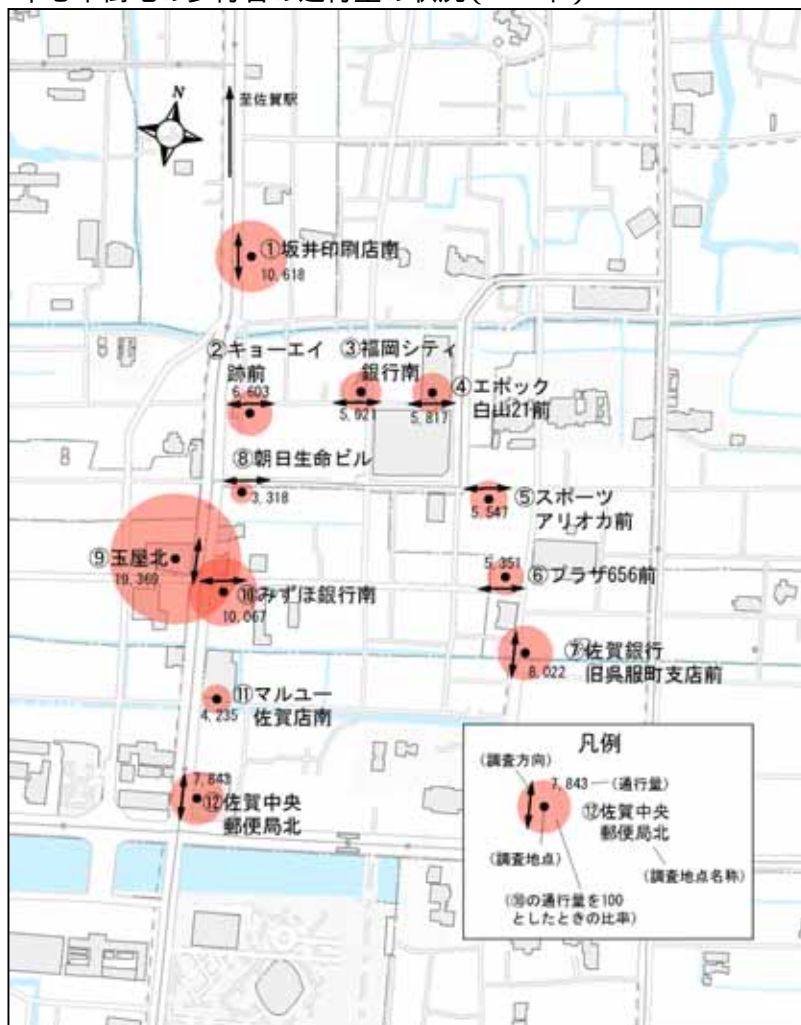 N
至佐賀駅
①坂井印刷店南
10,618
②キョーエイ
跡前
6,603
③福岡シティ
銀行南
5,921
④エポック
白山21前
5,817
⑧朝日生命ビル
3,318
⑤スポーツ
アリオカ前
5,547
⑨玉屋北
19,369
5,351
⑥プラザ656前
⑩みずほ銀行南
10,067
⑦佐賀銀行
旧呉服町支店前
8,022
⑪マルユー
佐賀店南
4,235
7,843
⑫佐賀中央
郵便局北
凡例
(調査方向)
7,843
(通行量)
⑫佐賀中央
郵便局北
(調査地点)
(調査地点名称)
の通行量を100
としたときの比率)